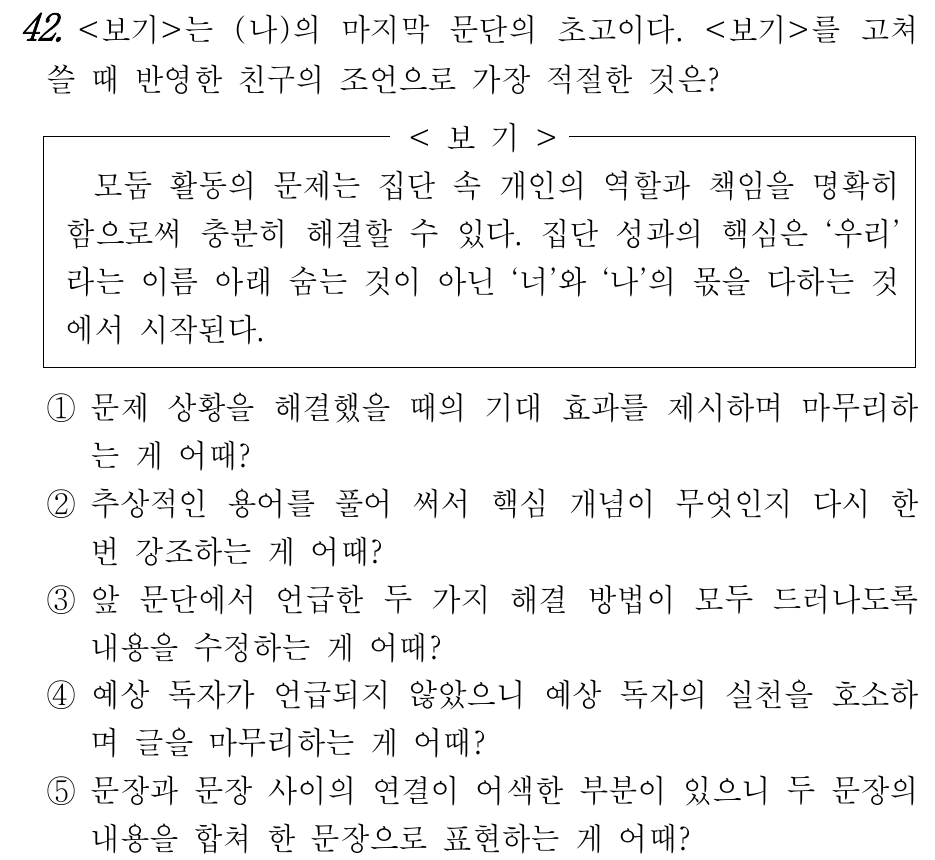 42. <보기>는 (나)의 마지막 문단의 초고이다. <보기>를 고쳐
쓸 때 반영한 친구의 조언으로 가장 적절한 것은?
< 보 기 >
모둠 활동의 문제는 집단 속 개인의 역할과 책임을 명확히
함으로써 충분히 해결할 수 있다. 집단 성과의 핵심은 ‘우리’
라는 이름 아래 숨는 것이 아닌 ‘너’와 ‘나’의 몫을 다하는 것
에서 시작된다.
① 문제 상황을 해결했을 때의 기대 효과를 제시하며 마무리하
는 게 어때?
② 추상적인 용어를 풀어 써서 핵심 개념이 무엇인지 다시 한
번 강조하는 게 어때?
③ 앞 문단에서 언급한 두 가지 해결 방법이 모두 드러나도록
내용을 수정하는 게 어때?
④ 예상 독자가 언급되지 않았으니 예상 독자의 실천을 호소하
며 글을 마무리하는 게 어때?
⑤ 문장과 문장 사이의 연결이 어색한 부분이 있으니 두 문장의
내용을 합쳐 한 문장으로 표현하는 게 어때?